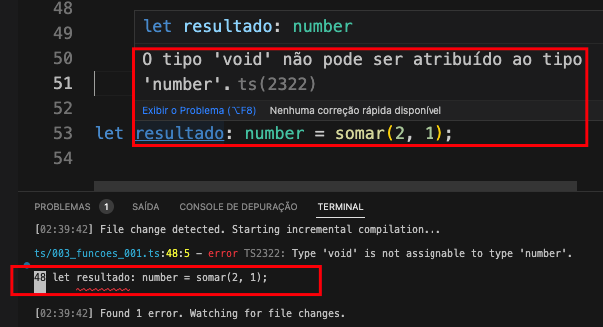 48
let resultado: number
49
50
O tipo 'void' não pode ser atribuído ao tipo
51
'number'. ts(2322)
52
Exibir o Problema (⌥F8) Nenhuma correção rápida disponível
53 let resultado: number = somar(2, 1);
54
PROBLEMAS 1 SAÍDA CONSOLE DE DEPURAÇÃO TERMINAL
[02:39:42] File change detected. Starting incremental compilation...
ts/003_funcoes_001.ts:48:5 - error TS2322: Type 'void' is not assignable to type 'number'.
48 let resultado: number = somar(2, 1);
[02:39:42] Found 1 error. Watching for file changes.